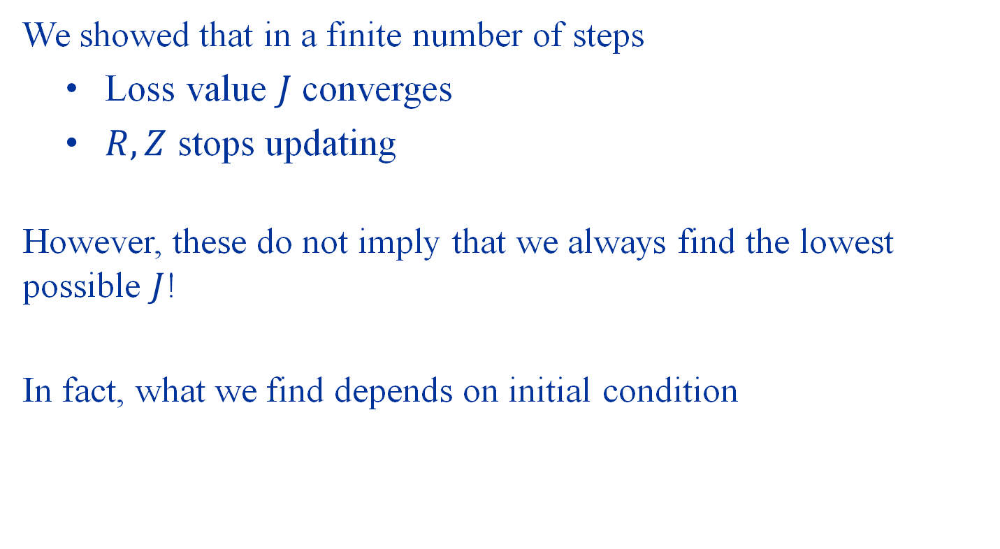 We showed that in a finite number of steps
• Loss value J converges
• R, Z stops updating
However, these do not imply that we always find the lowest
possible J!
In fact, what we find depends on initial condition